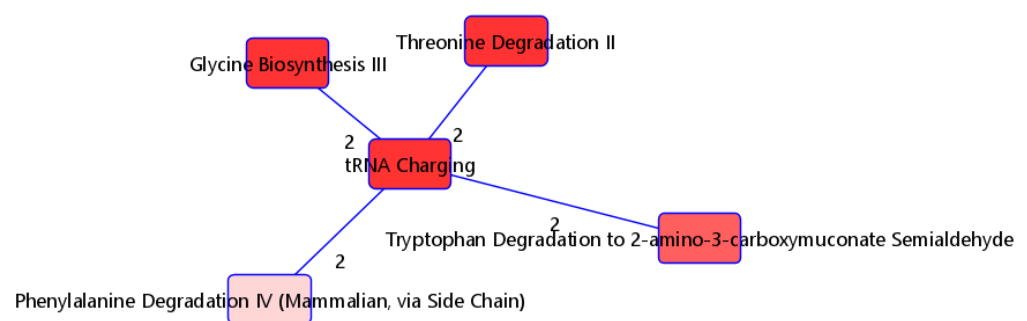 Threonine Degradation II
Glycine Biosynthesis III
2
2
tRNA Charging
2
Tryptophan Degradation to 2-amino-3-carboxymuconate Semialdehyde
2
Phenylalanine Degradation IV (Mammalian, via Side Chain)